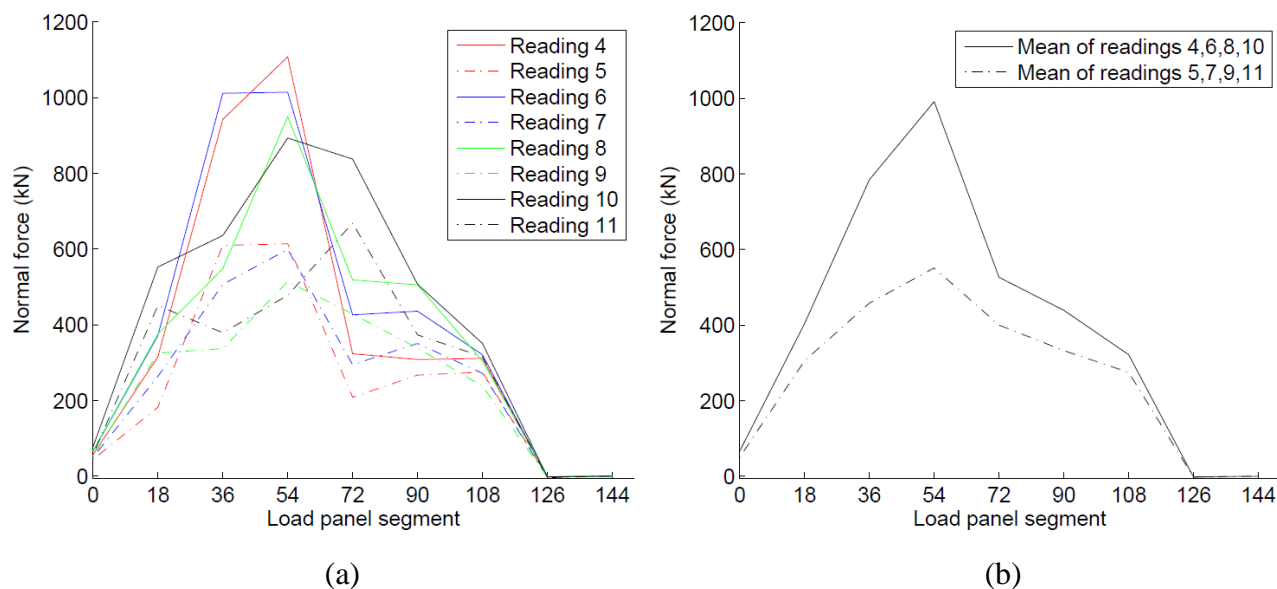 1200
1000
800
600
400
200
0
Normal force (kN)
Reading 4
Reading 5
Reading 6
Reading 7
Reading 8
Reading 9
Reading 10
Reading 11
0 18 36 54 72 90 108 126 144
Load panel segment
(a)
1200
1000
800
600
400
200
0
Normal force (kN)
Mean of readings 4,6,8,10
Mean of readings 5,7,9,11
0 18 36 54 72 90 108 126 144
Load panel segment
(b)